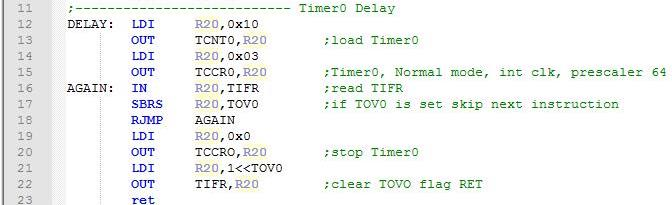 11 ;--------------------------- Timer0 Delay
12 DELAY: LDI R20,0x10
13 OUT TCNT0,R20 ;load Timer0
14 LDI R20,0x03
15 OUT TCCR0,R20 ;Timer0, Normal mode, int clk, prescaler 64
16 AGAIN: IN R20,TIFR ;read TIFR
17 SBRS R20,TOV0 ;if TOV0 is set skip next instruction
18 RJMP AGAIN
19 LDI R20,0x0
20 OUT TCCR0,R20 ;stop Timer0
21 LDI R20,1<<TOV0
22 OUT TIFR,R20 ;clear TOV0 flag RET
23 ret